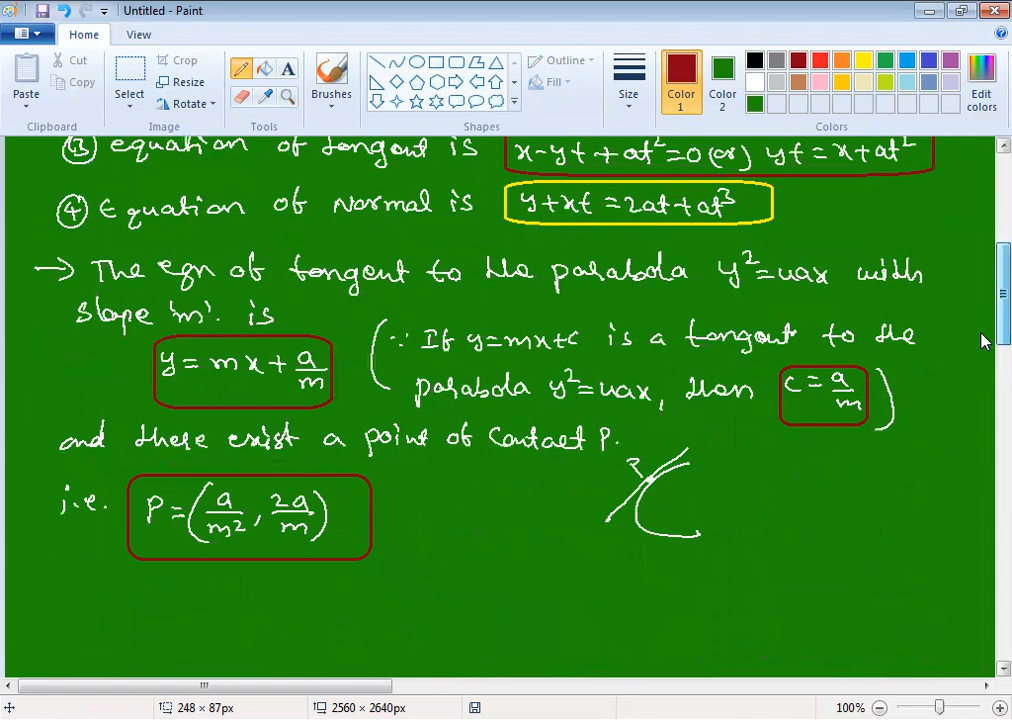 Untitled - Paint
Home View
Cut
Copy
Paste
Clipboard
Crop
Resize
Rotate
Select
Image
A
Tools
Brushes
Outline
Fill
Shapes
Size
Color 1
Color 2
Edit colors
Colors
③ equation of tangent is x-yt+at²=0 (or) yt=x+at²
④ Equation of Normal is y+xt=2at+at³
→ The eqn of tangent to the parabola y²=4ax with
slope 'm'. is
y=mx+a/m (∵ If y=mx+c is a tangent to the
parabola y²=4ax, then c=a/m)
and there exist a point of contact P.
i.e. P=(a/m², 2a/m)
P
248 × 87px 2560 × 2640px 100%